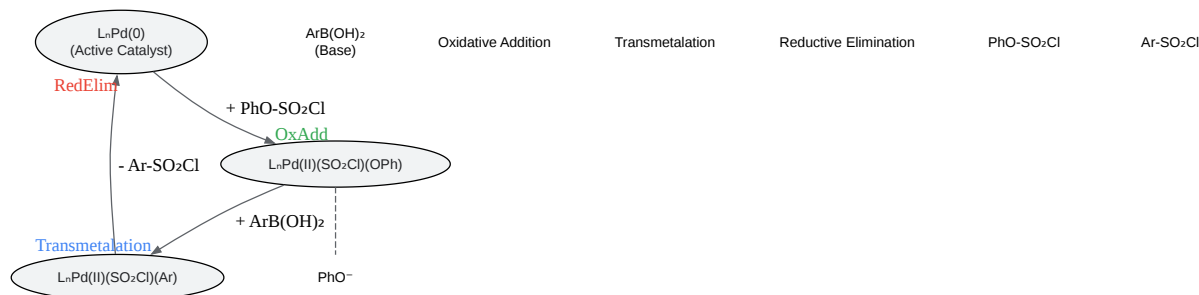 LₙPd(0)
(Active Catalyst)
ArB(OH)₂
(Base)
Oxidative Addition
Transmetalation
Reductive Elimination
PhO-SO₂Cl
Ar-SO₂Cl
RedElim
+ PhO-SO₂Cl
OxAdd
LₙPd(II)(SO₂Cl)(OPh)
- Ar-SO₂Cl
+ ArB(OH)₂
Transmetalation
LₙPd(II)(SO₂Cl)(Ar)
PhO⁻